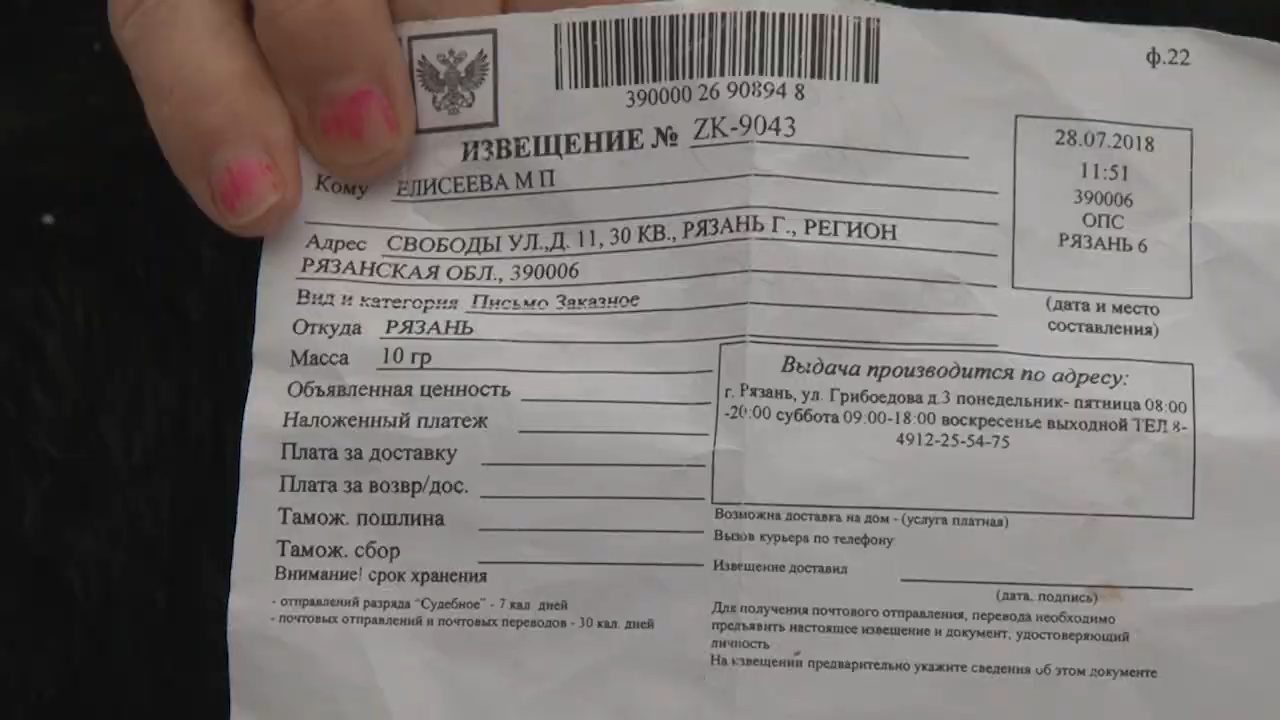 ф.22
390000 26 90894 8
ИЗВЕЩЕНИЕ № ZK-9043
28.07.2018
11:51
390006
ОПС
РЯЗАНЬ 6
(дата и место
составления)
Кому ЕЛИСЕЕВА М П
Адрес СВОБОДЫ УЛ.,Д. 11, 30 КВ., РЯЗАНЬ Г., РЕГИОН
РЯЗАНСКАЯ ОБЛ., 390006
Вид и категория Письмо Заказное
Откуда РЯЗАНЬ
Масса 10 гр
Объявленная ценность
Наложенный платеж
Плата за доставку
Плата за возвр/дос.
Тамож. пошлина
Тамож. сбор
Внимание! срок хранения
- отправлений разряда “Судебное” - 7 кал. дней
- почтовых отправлений и почтовых переводов - 30 кал. дней
Выдача производится по адресу:
г. Рязань, ул. Грибоедова д.3 понедельник- пятница 08:00
-20:00 суббота 09:00-18:00 воскресенье выходной ТЕЛ 8-
4912-25-54-75
Возможна доставка на дом - (услуга платная)
Вызов курьера по телефону
Извещение доставил
(дата, подпись)
Для получения почтового отправления, перевода необходимо
предъявить настоящее извещение и документ, удостоверяющий
личность
На извещении предварительно укажите сведения об этом документе